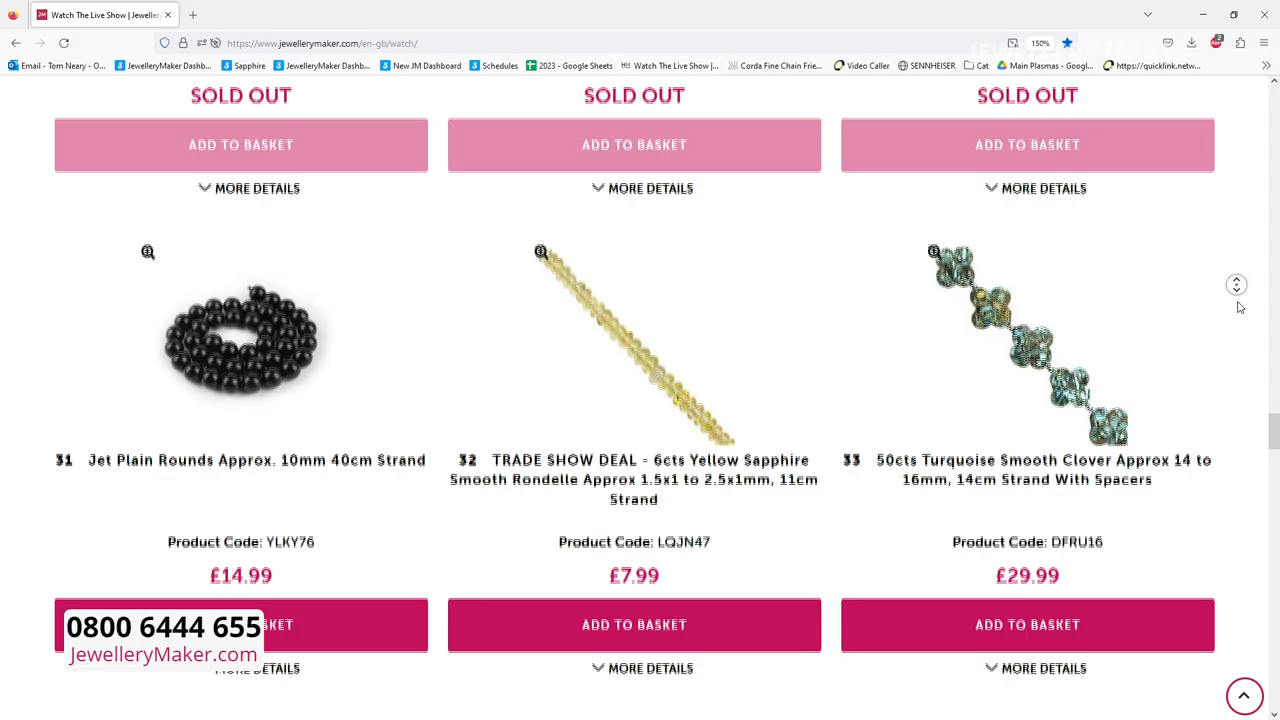 Watch The Live Show | Jeweller
https://www.jewellerymaker.com/en-gb/watch/
150%
2
Email - Tom Neary - O...
JewelleryMaker Dashb...
Sapphire
JewelleryMaker Dashb...
New JM Dashboard
Schedules
2023 - Google Sheets
Watch The Live Show |...
Corda Fine Chain Frie...
Video Caller
SENNHEISER
Cat
Main Plasmas - Googl...
https://quicklink.netw...
SOLD OUT
SOLD OUT
SOLD OUT
ADD TO BASKET
ADD TO BASKET
ADD TO BASKET
MORE DETAILS
MORE DETAILS
MORE DETAILS
31 Jet Plain Rounds Approx. 10mm 40cm Strand
Product Code: YLKY76
£14.99
32 TRADE SHOW DEAL - 6cts Yellow Sapphire
Smooth Rondelle Approx 1.5x1 to 2.5x1mm, 11cm
Strand
Product Code: LQJN47
£7.99
33 50cts Turquoise Smooth Clover Approx 14 to
16mm, 14cm Strand With Spacers
Product Code: DFRU16
£29.99
0800 6444 655
JewelleryMaker.com
ADD TO BASKET
ADD TO BASKET
MORE DETAILS
MORE DETAILS
MORE DETAILS